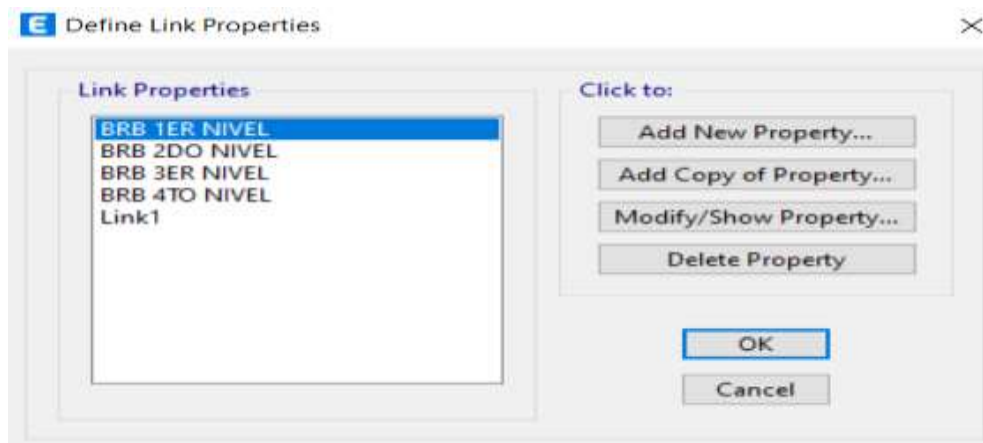 E Define Link Properties
Link Properties
BRB 1ER NIVEL
BRB 2DO NIVEL
BRB 3ER NIVEL
BRB 4TO NIVEL
Link1
Click to:
Add New Property...
Add Copy of Property...
Modify/Show Property...
Delete Property
OK
Cancel